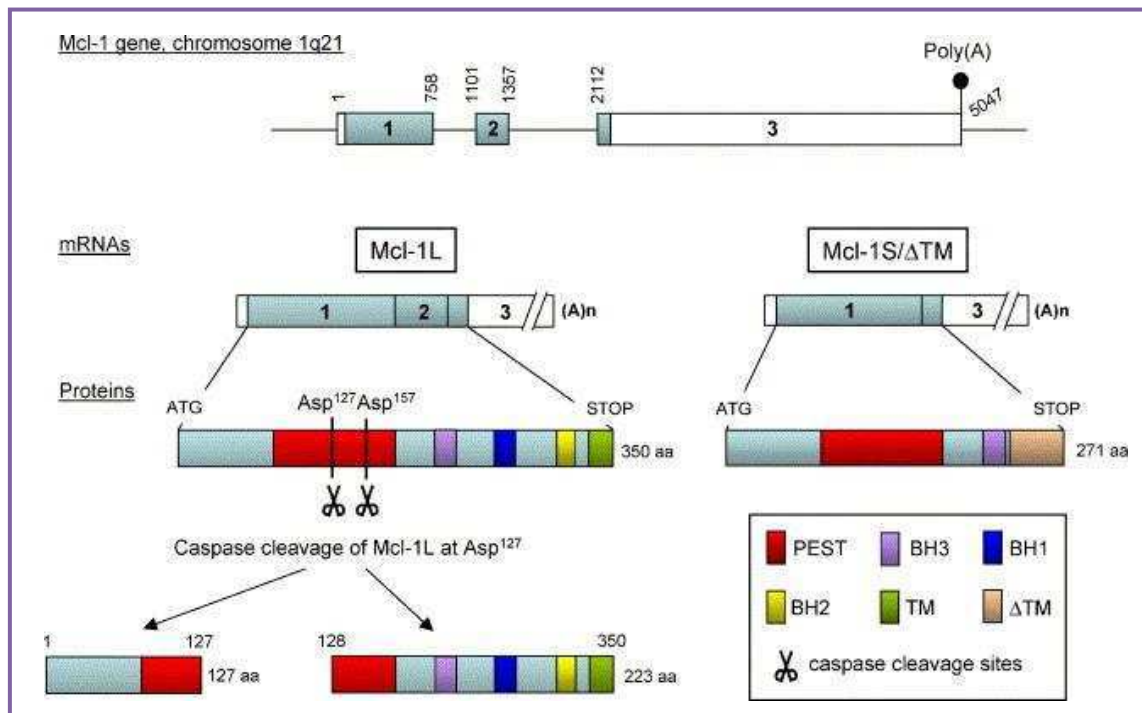 Mcl-1 gene, chromosome 1q21
Poly(A)
1 758 1101 1357 2112 5047
1 2 3
mRNAs
Mcl-1L Mcl-1S/ΔTM
1 2 3 (A)n 1 3 (A)n
Proteins
ATG Asp127 Asp157 STOP ATG STOP
350 aa 271 aa
Caspase cleavage of Mcl-1L at Asp127
1 127 128 350
127 aa 223 aa
PEST BH3 BH1
BH2 TM ΔTM
caspase cleavage sites